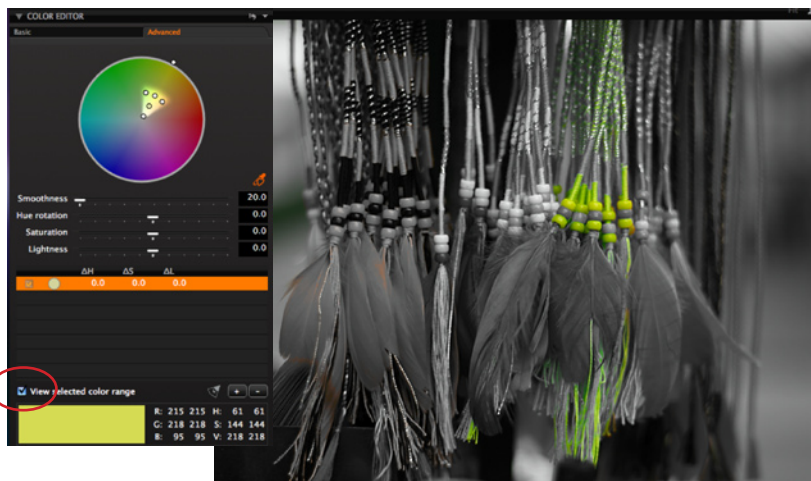 COLOR EDITOR
Basic
Advanced
Smoothness 20.0
Hue rotation 0.0
Saturation 0.0
Lightness 0.0
ΔH ΔS ΔL
0.0 0.0 0.0
View selected color range
+ -
R: 215 215 H: 61 61
G: 218 218 S: 144 144
B: 95 95 V: 218 218